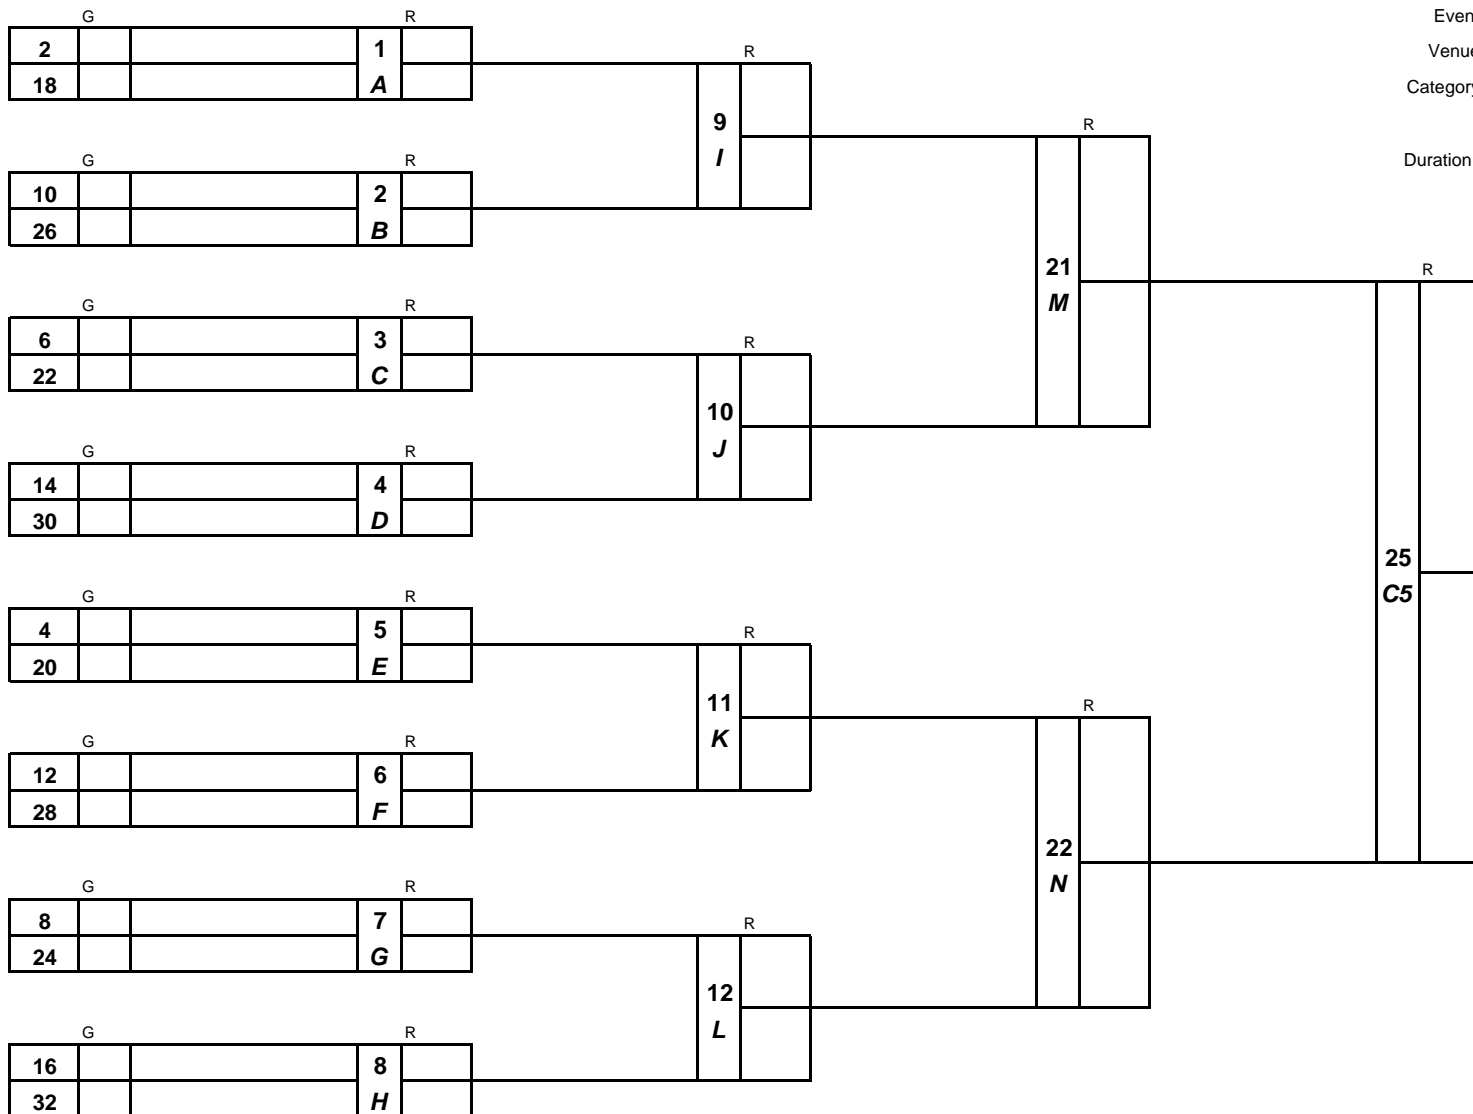 G R Even
2 1 R Venue
18 A Category
9 R
G R I Duration
10 2
26 B
21 R
G R M
6 3 R
22 C
10
G R J
14 4
30 D
25
G R C5
4 5 R
20 E
11 R
G R K
12 6
28 F
22
G R N
8 7 R
24 G
12
G R L
16 8
32 H